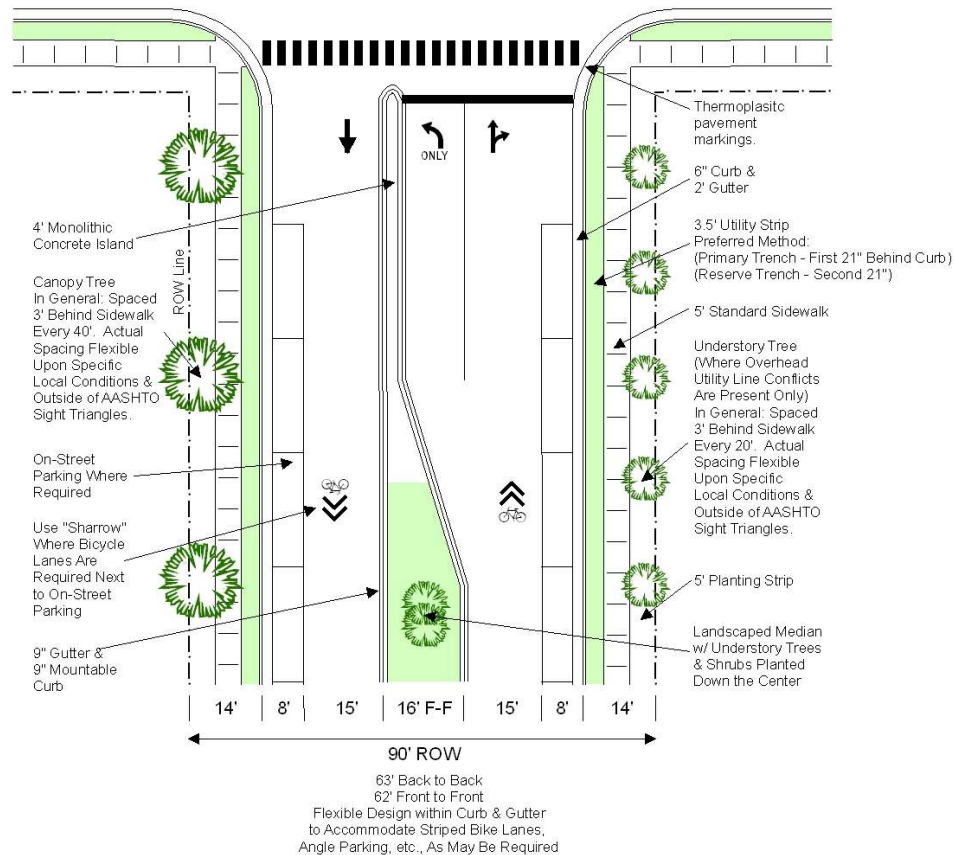 Thermoplasitc
pavement
markings.
ONLY
6" Curb &
2' Gutter
4' Monolithic
Concrete Island
3.5' Utility Strip
Preferred Method:
(Primary Trench - First 21" Behind Curb)
(Reserve Trench - Second 21")
ROW Line
Canopy Tree
In General: Spaced
3' Behind Sidewalk
Every 40'. Actual
Spacing Flexible
Upon Specific
Local Conditions &
Outside of AASHTO
Sight Triangles.
5' Standard Sidewalk
Understory Tree
(Where Overhead
Utility Line Conflicts
Are Present Only)
In General: Spaced
3' Behind Sidewalk
Every 20'. Actual
Spacing Flexible
Upon Specific
Local Conditions &
Outside of AASHTO
Sight Triangles.
On-Street
Parking Where
Required
Use "Sharrow"
Where Bicycle
Lanes Are
Required Next
to On-Street
Parking
5' Planting Strip
9" Gutter &
9" Mountable
Curb
Landscaped Median
w/ Understory Trees
& Shrubs Planted
Down the Center
14' 8' 15' 16' F-F 15' 8' 14'
90' ROW
63' Back to Back
62' Front to Front
Flexible Design within Curb & Gutter
to Accommodate Striped Bike Lanes,
Angle Parking, etc., As May Be Required